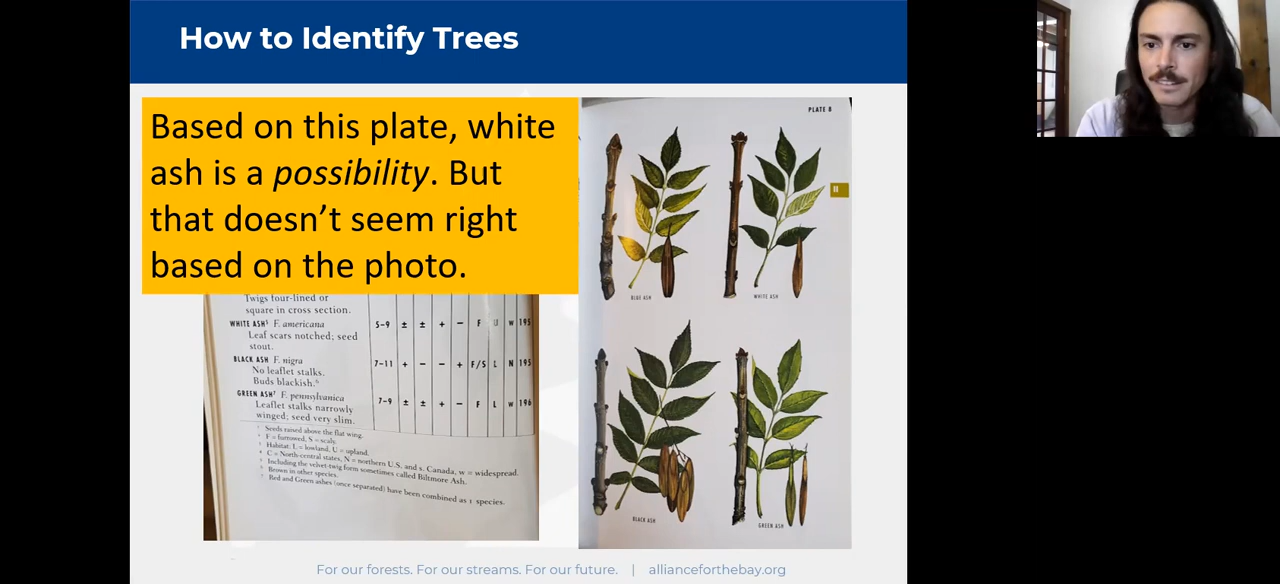 How to Identify Trees
Based on this plate, white
ash is a possibility. But
that doesn’t seem right
based on the photo.
Twigs four-lined or
square in cross section.
WHITE ASH⁵ F. americana 5-9 ± ± + − F U w 195
Leaf scars notched; seed
stout.
BLACK ASH F. nigra 7-11 + − − + F/S L N 195
No leaflet stalks.
Buds blackish.⁶
GREEN ASH⁷ F. pennsylvanica 7-9 ± ± + − F L w 196
Leaflet stalks narrowly
winged; seed very slim.
Seeds raised above the flat wing.
F = furrowed, S = scaly.
Habitat: L = lowland, U = upland.
C = North-central states, N = northern U.S. and s. Canada, w = widespread.
Including the velvet-twig form sometimes called Biltmore Ash.
Brown in other species.
Red and Green ashes (once separated) have been combined as 1 species.
PLATE 8
II
BLUE ASH
WHITE ASH
BLACK ASH
GREEN ASH
For our forests. For our streams. For our future. | allianceforthebay.org